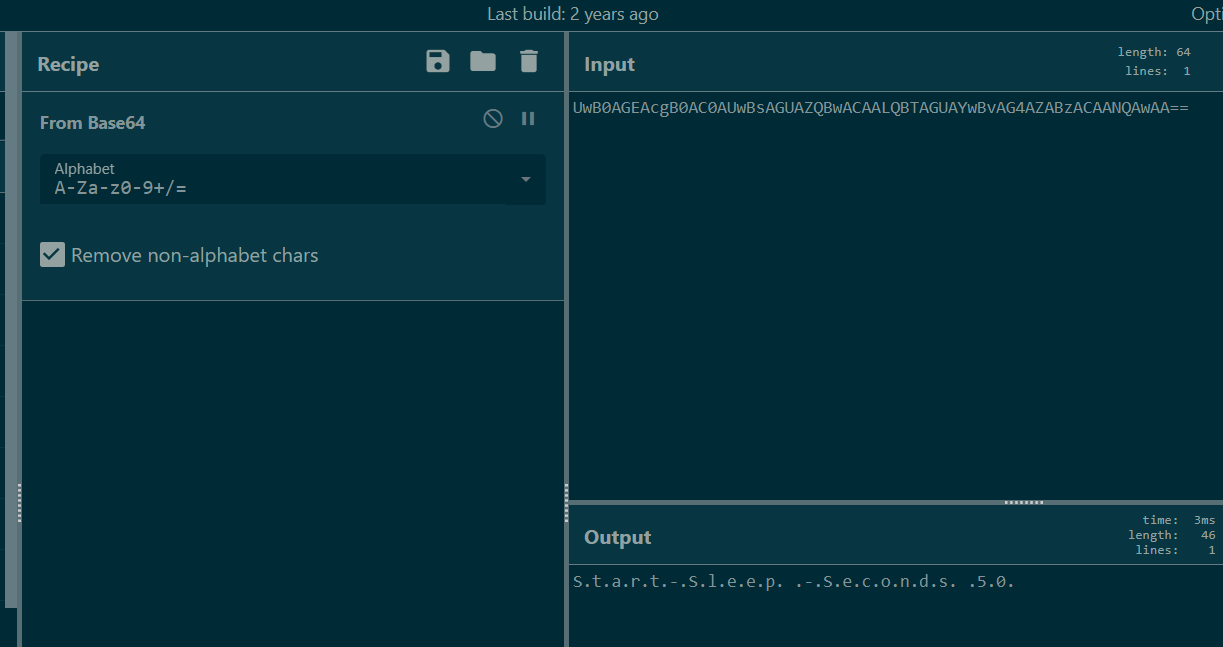 Last build: 2 years ago
Opti
Recipe
Input
length: 64
lines: 1
From Base64
UwB0AGEAcgB0AC0AUwBsAGUAZQBwACAALQBTAGUAYwBvAG4AZABzACAANQAwAA==
Alphabet
A-Za-z0-9+/=
Remove non-alphabet chars
Output
time: 3ms
length: 46
lines: 1
S.t.a.r.t.-.S.l.e.e.p. .-.S.e.c.o.n.d.s. .5.0.